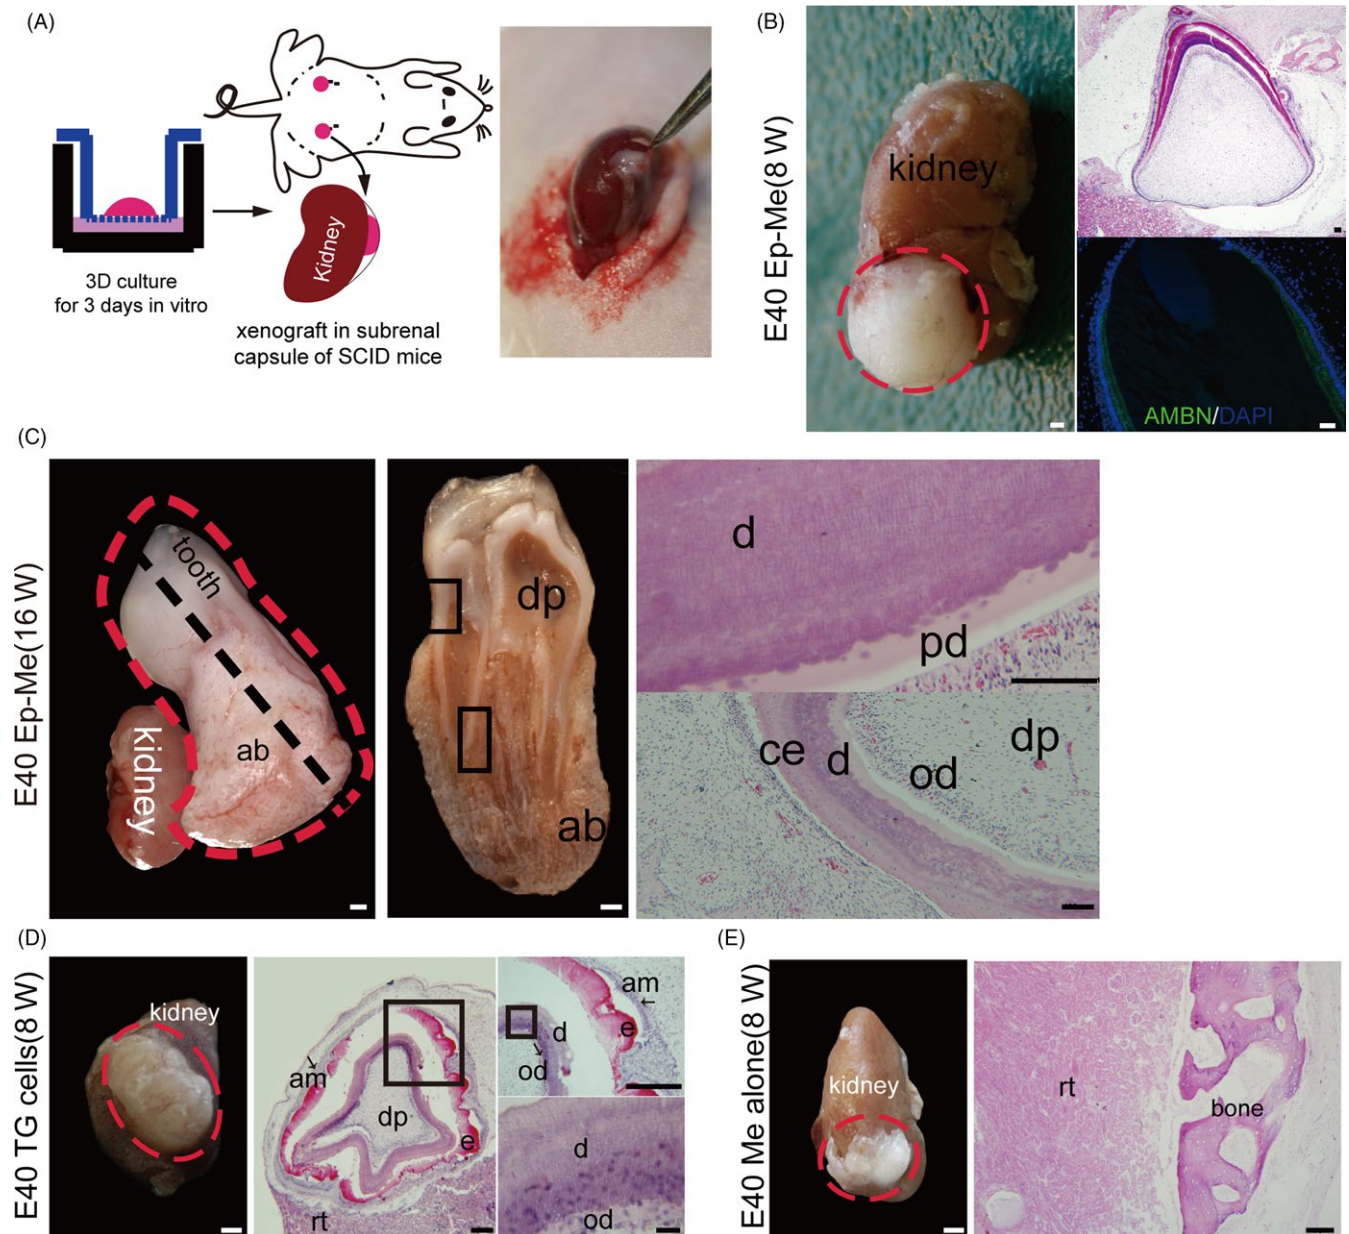 (A)
3D culture
for 3 days in vitro
Kidney
xenograft in subrenal
capsule of SCID mice
(B)
E40 Ep-Me(8 W)
kidney
AMBN/DAPI
(C)
E40 Ep-Me(16 W)
tooth
ab
kidney
dp
ab
d
pd
ce
d
od
dp
(D)
E40 TG cells(8 W)
kidney
am
dp
e
rt
am
d
e
od
d
od
(E)
E40 Me alone(8 W)
kidney
rt
bone